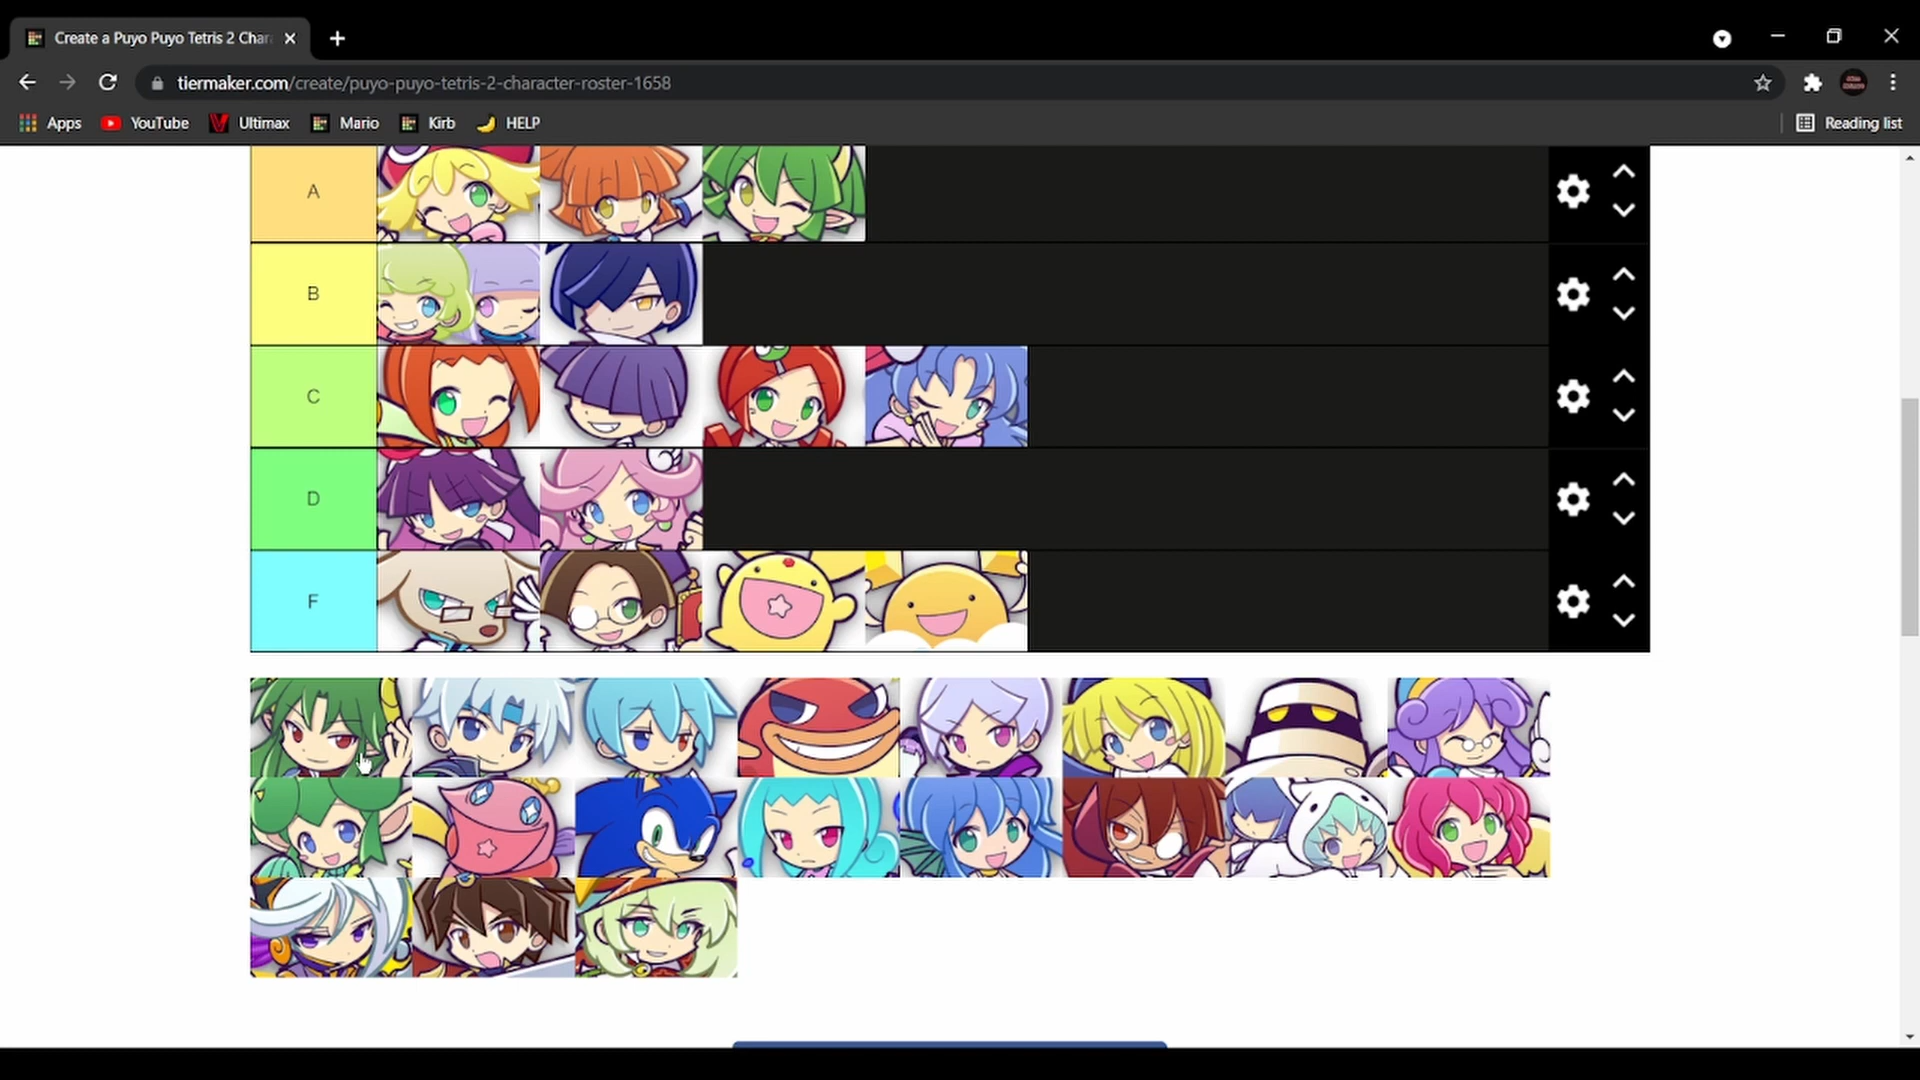 Create a Puyo Puyo Tetris 2 Char
tiermaker.com/create/puyo-puyo-tetris-2-character-roster-1658
Apps YouTube Ultimax Mario Kirb HELP Reading list
A
B
C
D
F